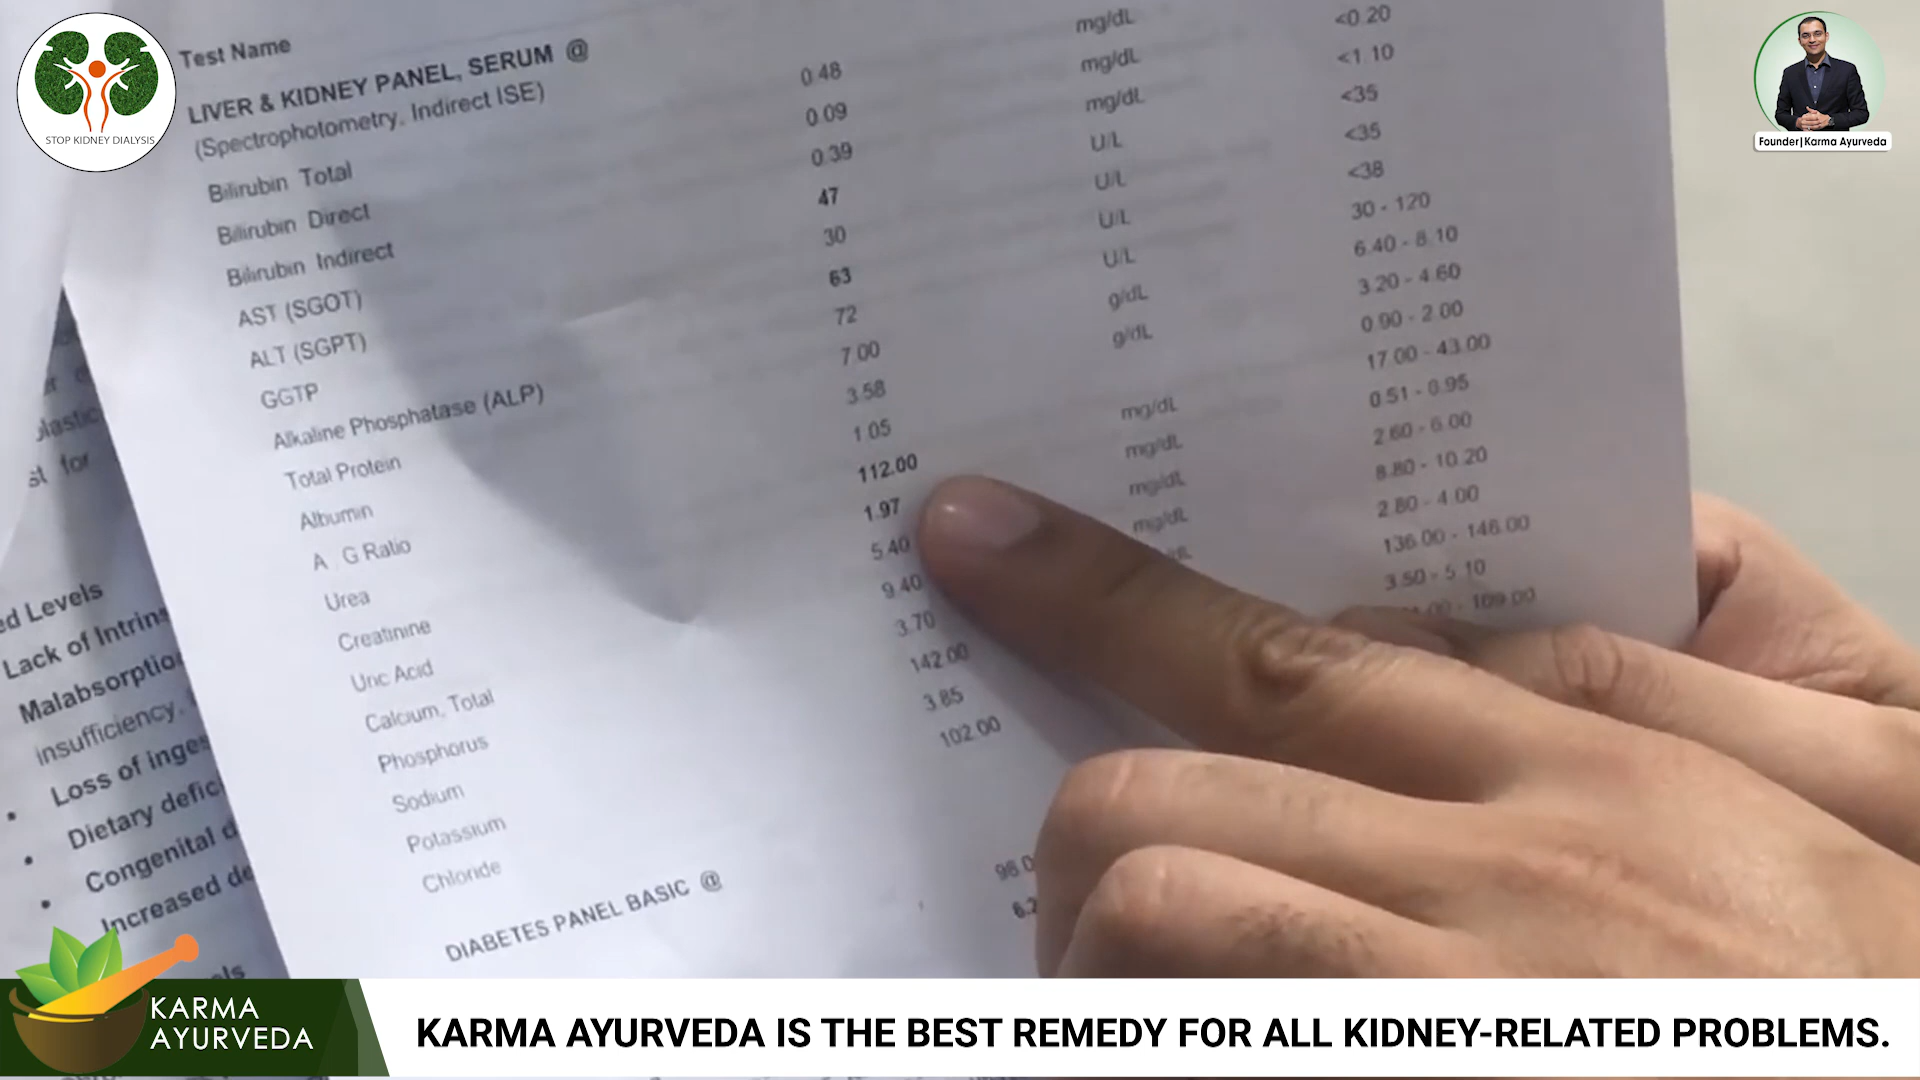 STOP KIDNEY DIALYSIS
Founder|Karma Ayurveda
Test Name
LIVER & KIDNEY PANEL, SERUM @
(Spectrophotometry, Indirect ISE)
Bilirubin Total 0.48 mg/dL
Bilirubin Direct 0.09 mg/dL <0.20
Bilirubin Indirect 0.39 mg/dL <1.10
AST (SGOT) 47 U/L <35
ALT (SGPT) 30 U/L <35
GGTP 63 U/L <38
Alkaline Phosphatase (ALP) 72 U/L 30 - 120
Total Protein 7.00 g/dL 6.40 - 8.10
Albumin 3.58 g/dL 3.20 - 4.60
A : G Ratio 1.05 0.90 - 2.00
Urea 112.00 mg/dL 17.00 - 43.00
Creatinine 1.97 mg/dL 0.51 - 0.95
Uric Acid 5.40 mg/dL 2.60 - 6.00
Calcium, Total 9.40 mg/dL 8.80 - 10.20
Phosphorus 3.70 2.80 - 4.00
Sodium 142.00 136.00 - 146.00
Potassium 3.85 3.50 - 5.10
Chloride 102.00 109.00
DIABETES PANEL BASIC @
st for
ed Levels
Lack of Intrins
Malabsorptio
insufficiency,
• Loss of inges
• Dietary defic
• Congenital d
Increased de
KARMA
AYURVEDA
KARMA AYURVEDA IS THE BEST REMEDY FOR ALL KIDNEY-RELATED PROBLEMS.